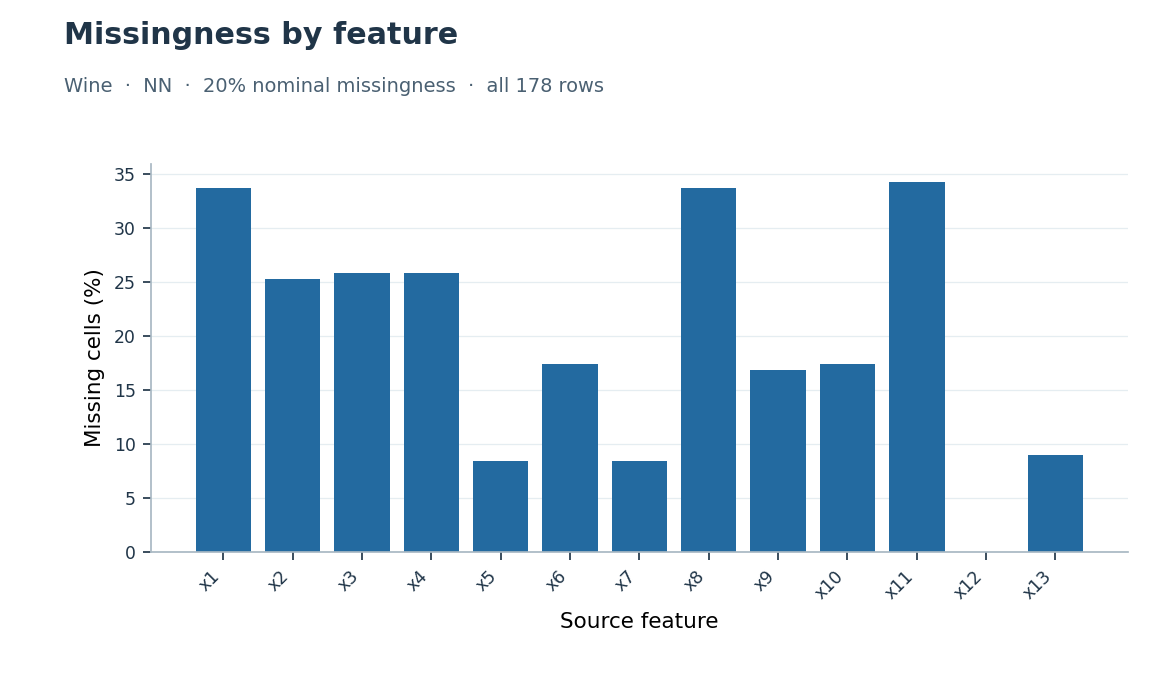 Missingness by feature
Wine · NN · 20% nominal missingness · all 178 rows
35
30
25
20
15
10
5
0
Missing cells (%)
x1 x2 x3 x4 x5 x6 x7 x8 x9 x10 x11 x12 x13
Source feature